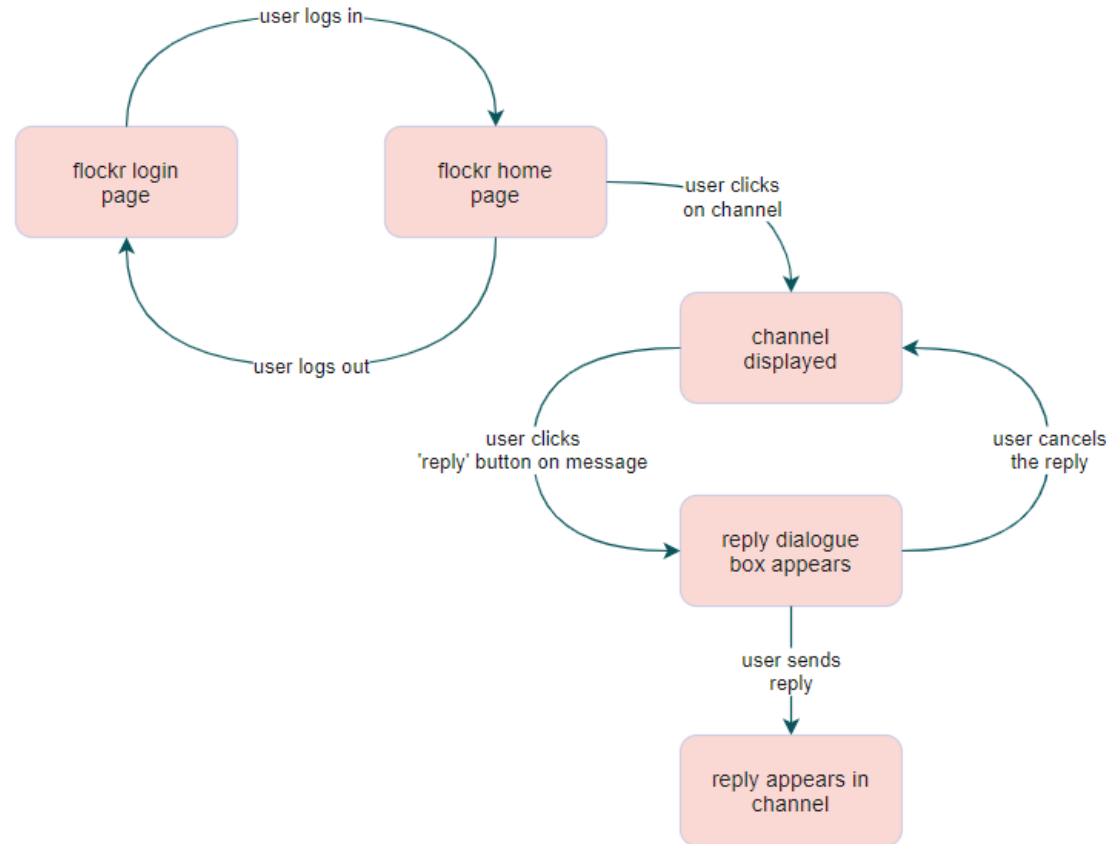 user logs in
flockr login
page
flockr home
page
user clicks
on channel
user logs out
channel
displayed
user clicks
'reply' button on message
user cancels
the reply
reply dialogue
box appears
user sends
reply
reply appears in
channel